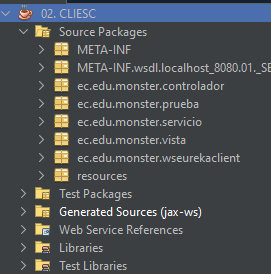 02. CLIESC
Source Packages
META-INF
META-INF.wsdl.localhost_8080.01._SE
ec.edu.monster.controlador
ec.edu.monster.prueba
ec.edu.monster.servicio
ec.edu.monster.vista
ec.edu.monster.wseurekaclient
resources
Test Packages
Generated Sources (jax-ws)
Web Service References
Libraries
Test Libraries